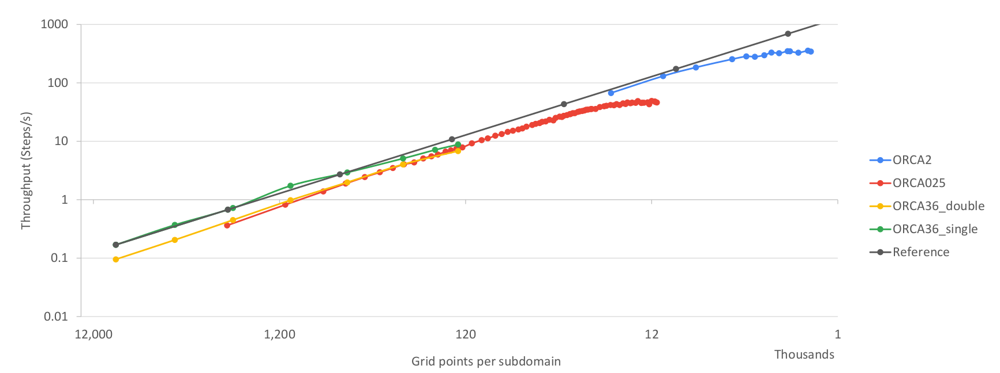 1000
100
10
1
0.1
0.01
Throughput (Steps/s)
12,000
1,200
120
12
1
Thousands
Grid points per subdomain
ORCA2
ORCA025
ORCA36_double
ORCA36_single
Reference